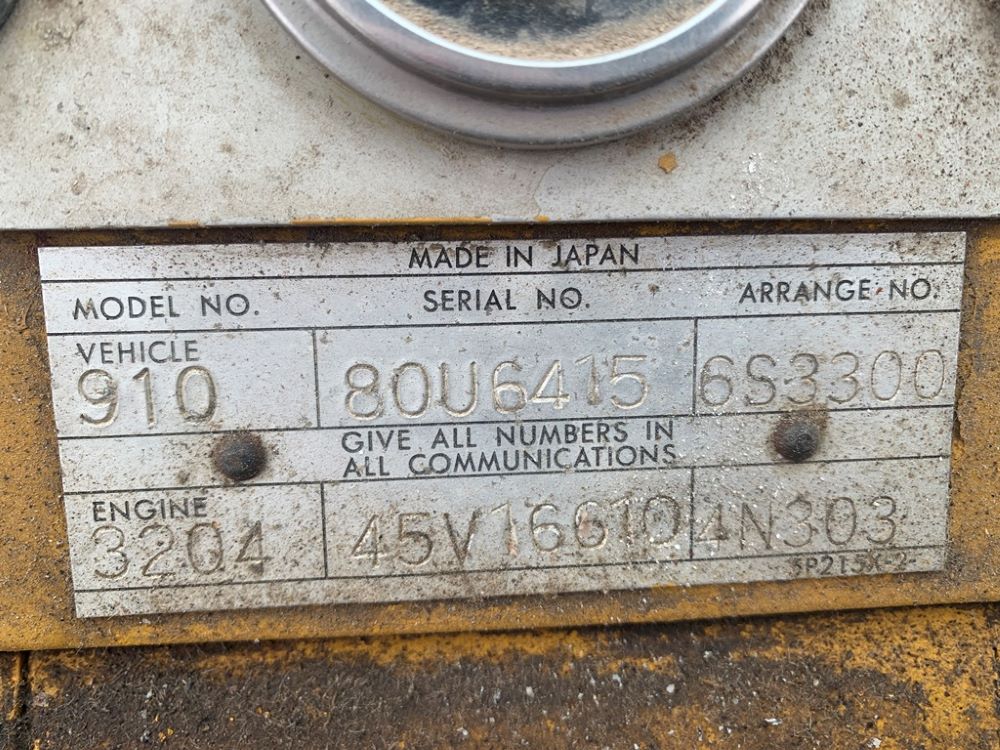 MADE IN JAPAN
MODEL NO. SERIAL NO. ARRANGE NO.
VEHICLE
910 80U6415 6S3300
GIVE ALL NUMBERS IN
ALL COMMUNICATIONS
ENGINE
3204 45V16610 4N303
5P215X-2